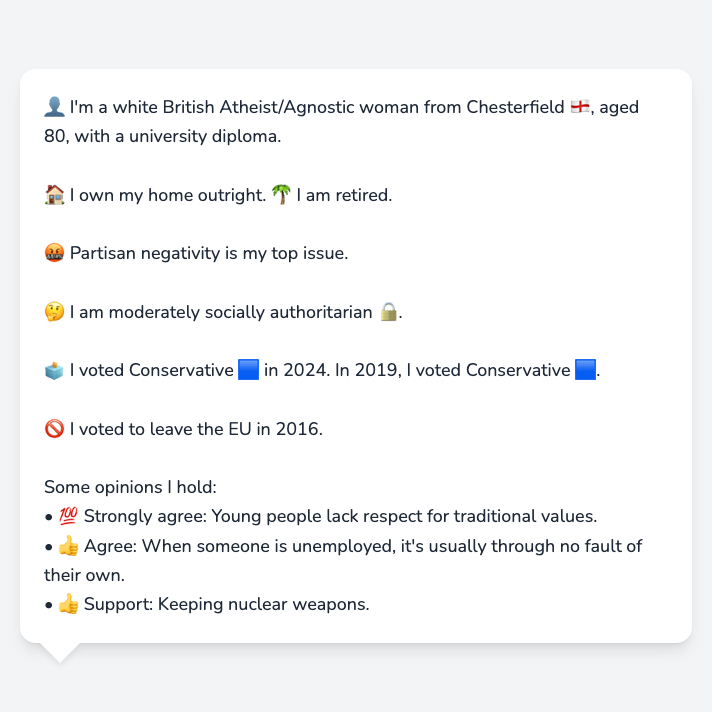 👤 I'm a white British Atheist/Agnostic woman from Chesterfield 🏴󠁧󠁢󠁥󠁮󠁧󠁿, aged
80, with a university diploma.
🏠 I own my home outright. 🌴 I am retired.
🤬 Partisan negativity is my top issue.
🤔 I am moderately socially authoritarian 🔒.
🗳️ I voted Conservative 🟦 in 2024. In 2019, I voted Conservative 🟦.
🚫 I voted to leave the EU in 2016.
Some opinions I hold:
• 💯 Strongly agree: Young people lack respect for traditional values.
• 👍 Agree: When someone is unemployed, it's usually through no fault of
their own.
• 👍 Support: Keeping nuclear weapons.